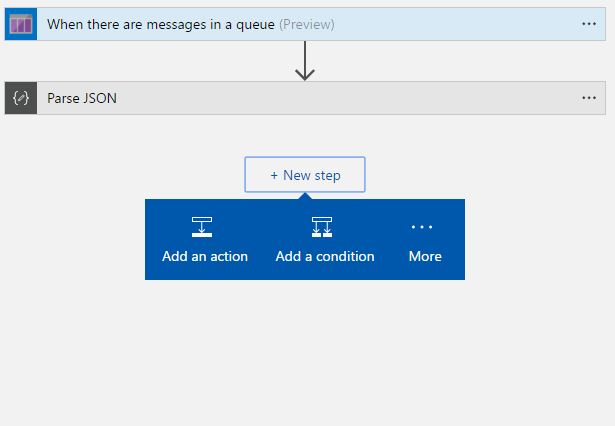 When there are messages in a queue (Preview)
Parse JSON
+ New step
Add an action
Add a condition
More